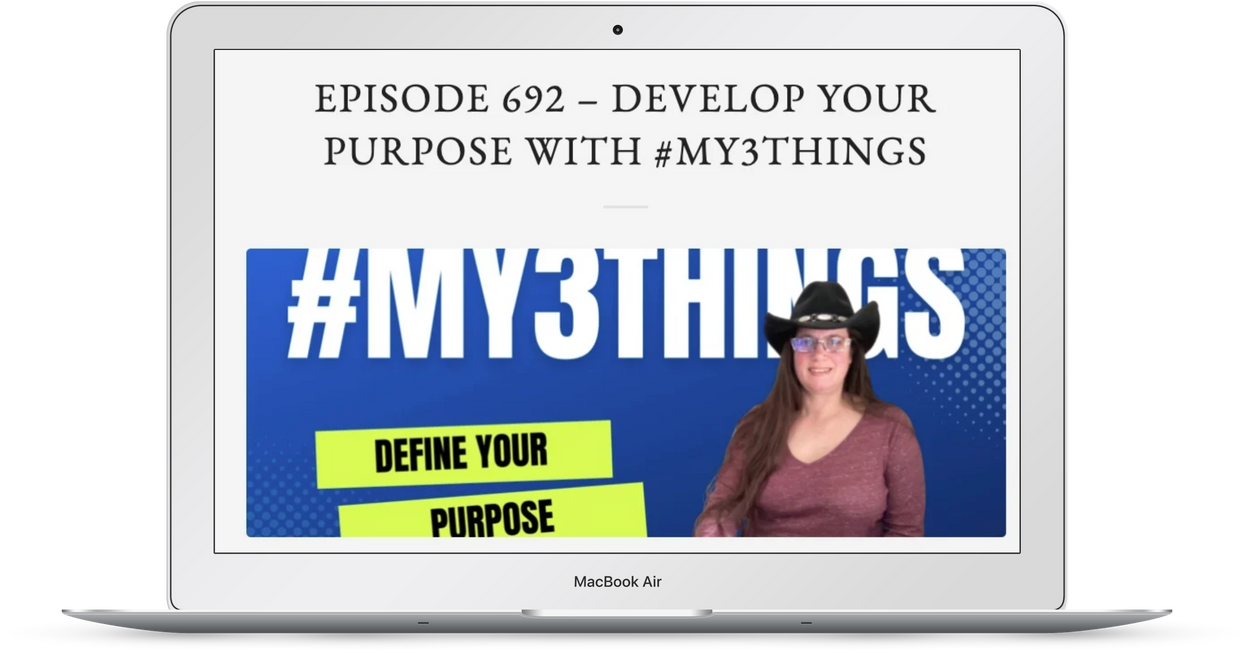 EPISODE 692 – DEVELOP YOUR
PURPOSE WITH #MY3THINGS
#MY3THINGS
DEFINE YOUR
PURPOSE
MacBook Air